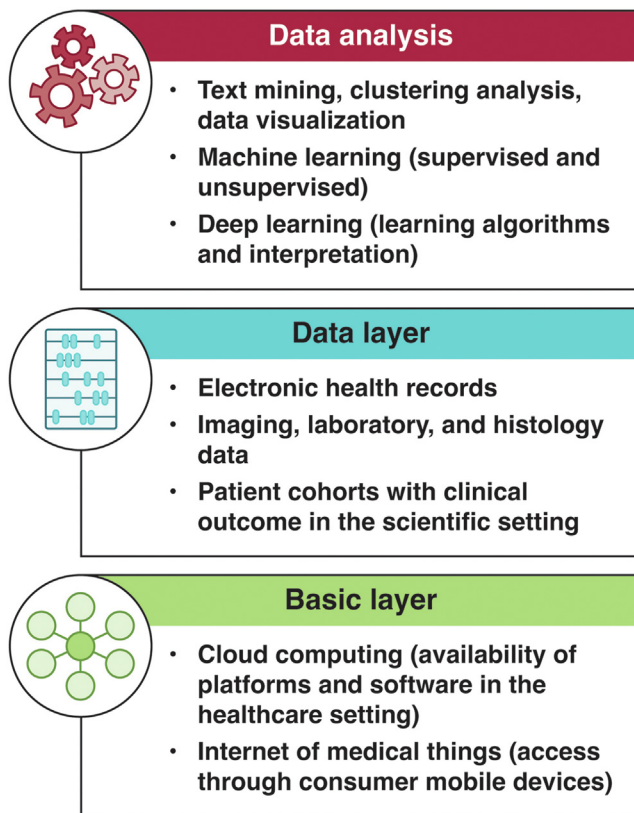 Data analysis
• Text mining, clustering analysis,
data visualization
• Machine learning (supervised and
unsupervised)
• Deep learning (learning algorithms
and interpretation)
Data layer
• Electronic health records
• Imaging, laboratory, and histology
data
• Patient cohorts with clinical
outcome in the scientific setting
Basic layer
• Cloud computing (availability of
platforms and software in the
healthcare setting)
• Internet of medical things (access
through consumer mobile devices)